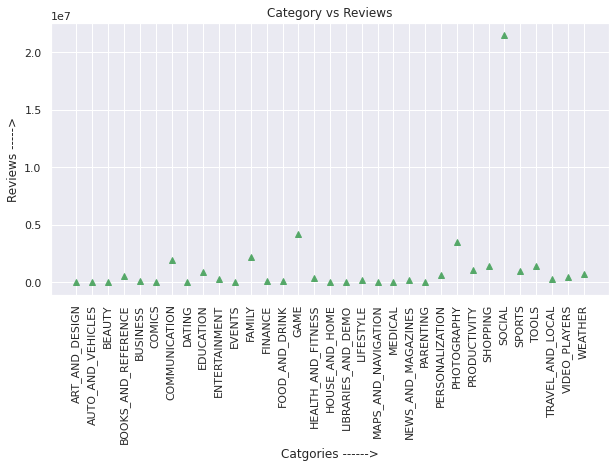 Category vs Reviews
1e7
2.0
1.5
1.0
0.5
0.0
Reviews ----->
ART_AND_DESIGN
AUTO_AND_VEHICLES
BEAUTY
BOOKS_AND_REFERENCE
BUSINESS
COMICS
COMMUNICATION
DATING
EDUCATION
ENTERTAINMENT
EVENTS
FAMILY
FINANCE
FOOD_AND_DRINK
GAME
HEALTH_AND_FITNESS
HOUSE_AND_HOME
LIBRARIES_AND_DEMO
LIFESTYLE
MAPS_AND_NAVIGATION
MEDICAL
NEWS_AND_MAGAZINES
PARENTING
PERSONALIZATION
PHOTOGRAPHY
PRODUCTIVITY
SHOPPING
SOCIAL
SPORTS
TOOLS
TRAVEL_AND_LOCAL
VIDEO_PLAYERS
WEATHER
Catgories ------>